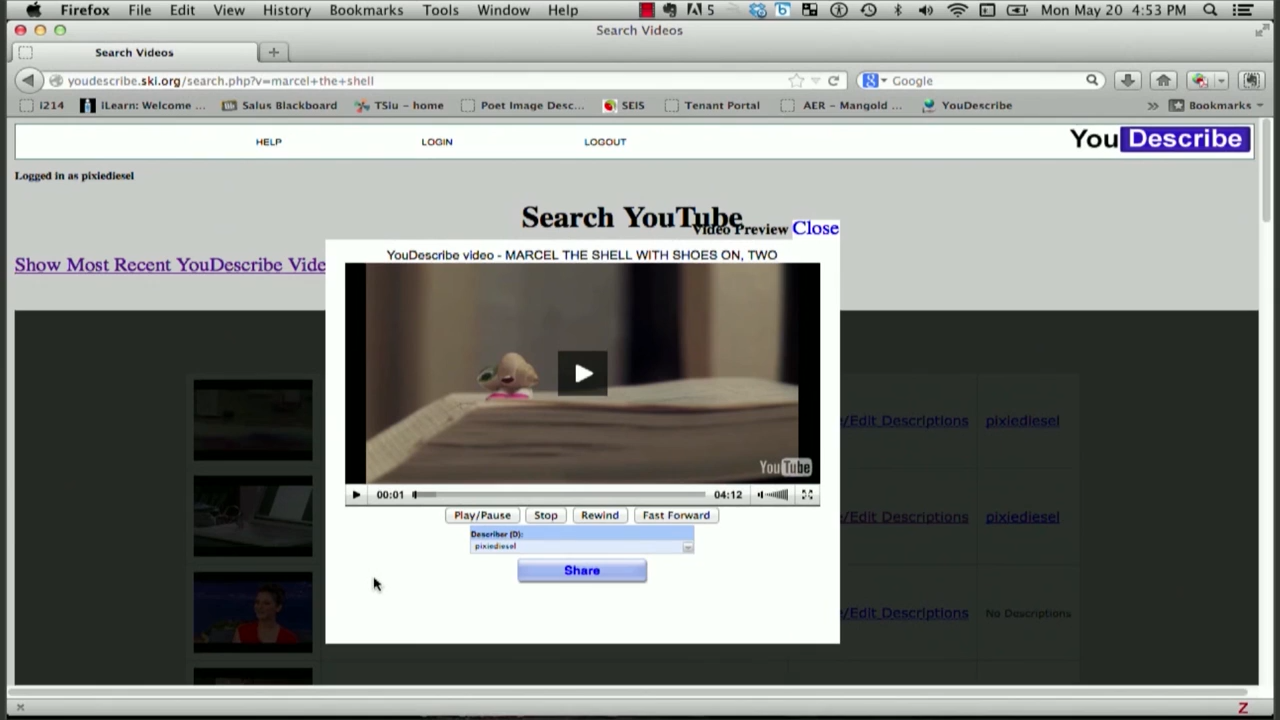 Firefox File Edit View History Bookmarks Tools Window Help 5 Mon May 20 4:53 PM
Search Videos
Search Videos
youdescribe.ski.org/search.php?v=marcel+the+shell Google
i214 iLearn: Welcome ... Salus Blackboard TSIu – home Poet Image Desc... SEIS Tenant Portal AER – Mangold ... YouDescribe » Bookmarks
HELP LOGIN LOGOUT YouDescribe
Logged in as pixiediesel
Search YouTube
Video Preview Close
YouDescribe video - MARCEL THE SHELL WITH SHOES ON, TWO
Show Most Recent YouDescribe Vide
/Edit Descriptions pixiediesel
YouTube
00:01 04:12
Play/Pause Stop Rewind Fast Forward
/Edit Descriptions pixiediesel
Describer (D):
pixiediesel
Share
/Edit Descriptions No Descriptions
Z